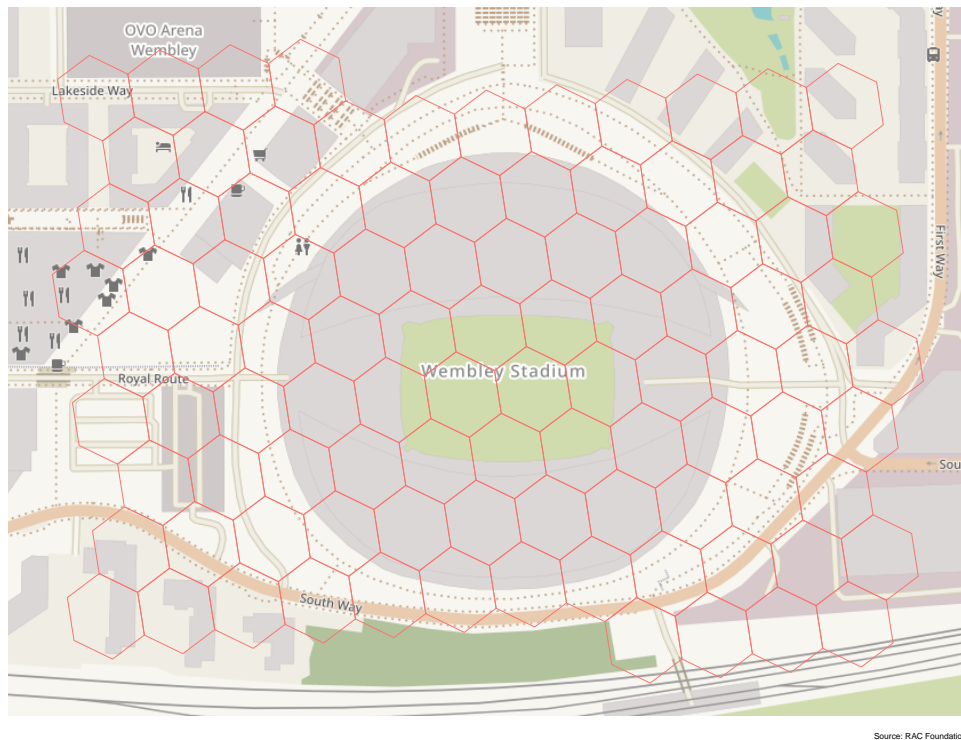 OVO Arena
Wembley
Lakeside Way
First Way
Wembley Stadium
Royal Route
Sou
South Way
Source: RAC Foundatio